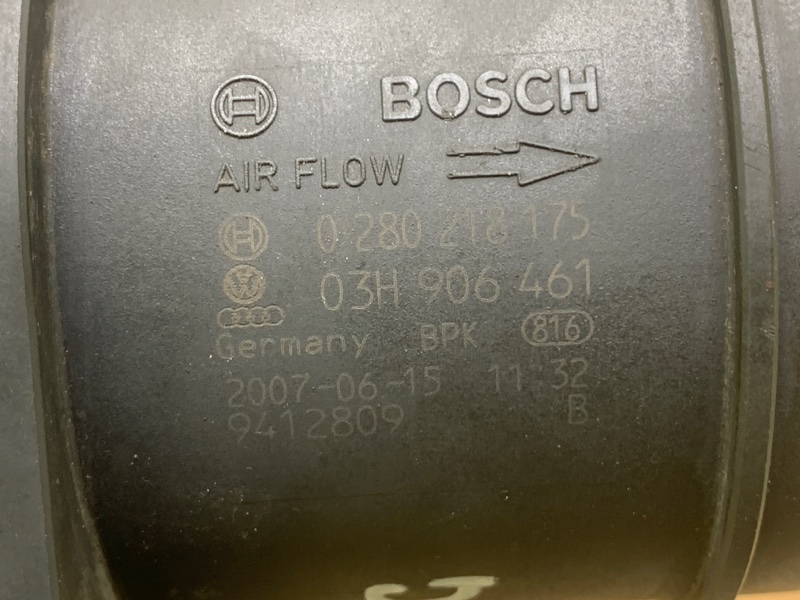 BOSCH
AIR FLOW
0 280 218 175
03H 906 461
Germany BPK 816
2007-06-15 11 32
9412809 B